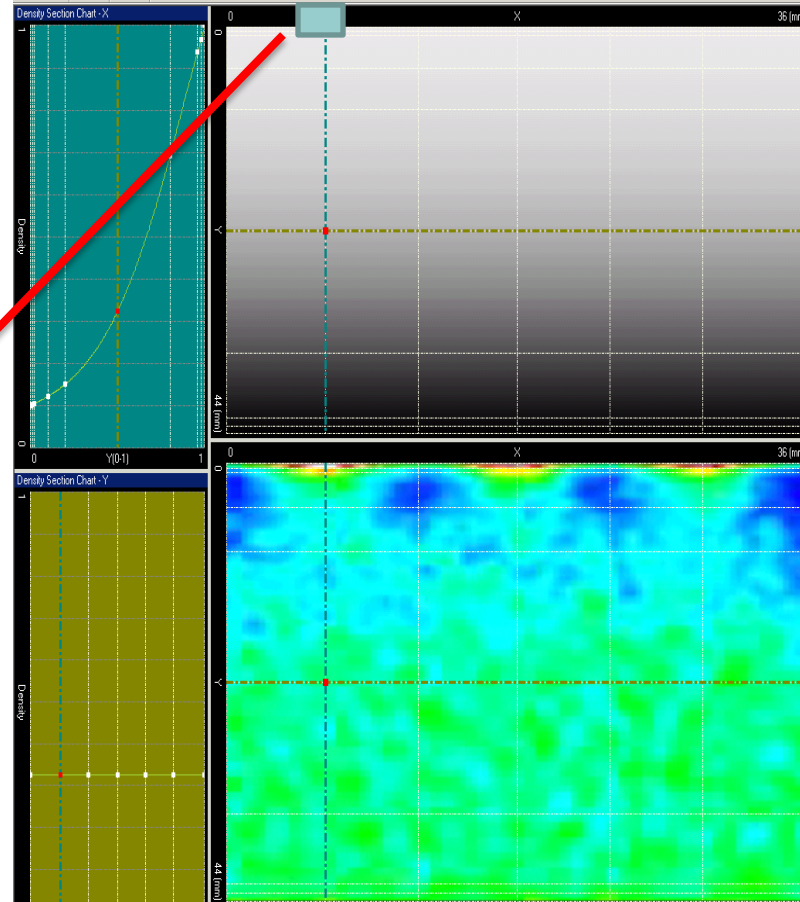 Density Section Chart - X
1
Density
0
0
Y(0-1)
1
0
X
36 (mm
0
Y
44 (mm)
Density Section Chart - Y
1
Density
0
X
36 (mm
0
Y
44 (mm)